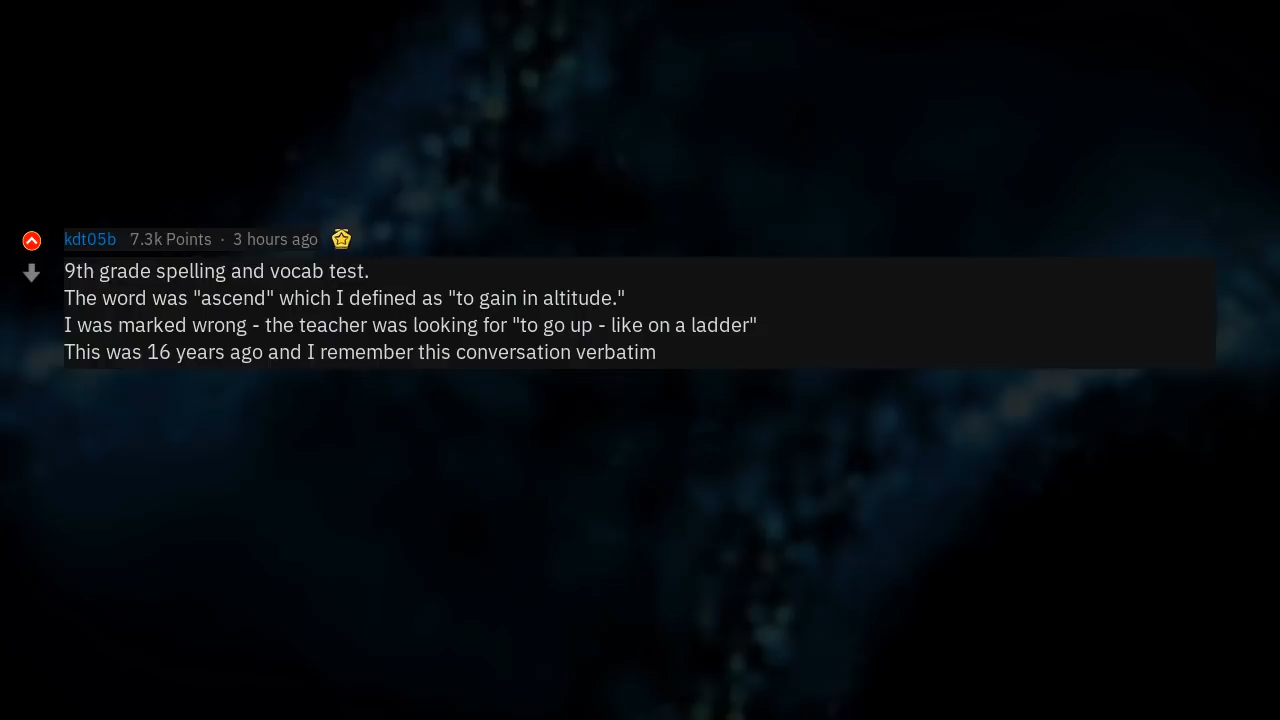 kdt05b 7.3k Points · 3 hours ago
9th grade spelling and vocab test.
The word was "ascend" which I defined as "to gain in altitude."
I was marked wrong - the teacher was looking for "to go up - like on a ladder"
This was 16 years ago and I remember this conversation verbatim